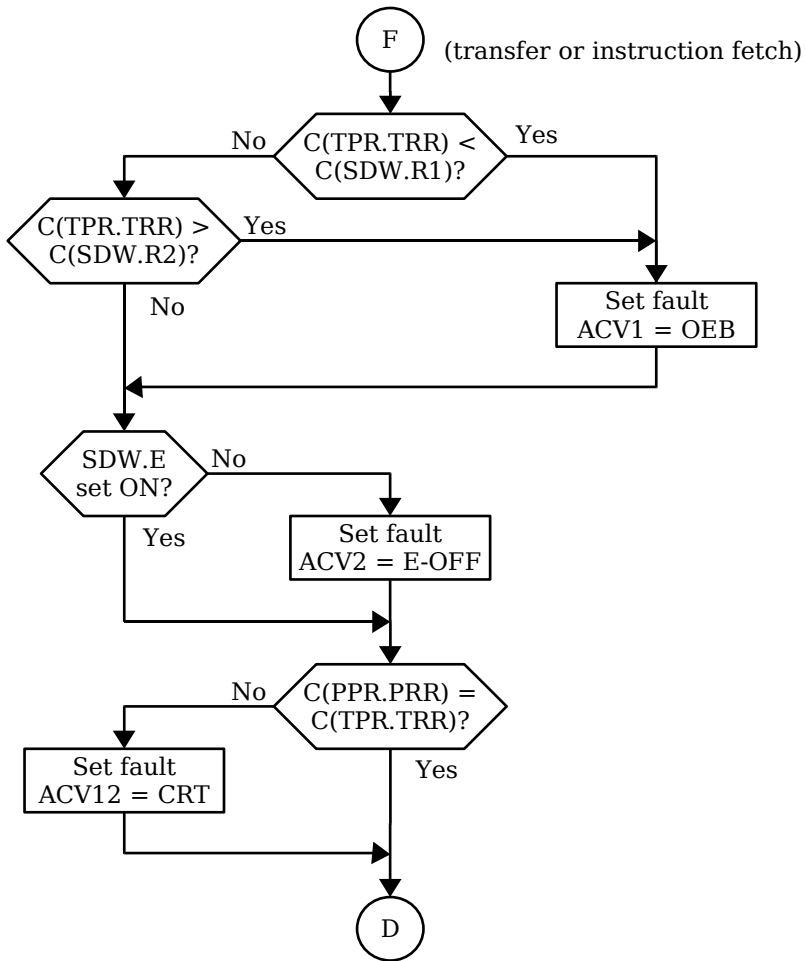 F
(transfer or instruction fetch)
No
C(TPR.TRR) <
C(SDW.R1)?
Yes
C(TPR.TRR) >
C(SDW.R2)?
Yes
No
Set fault
ACV1 = OEB
SDW.E
set ON?
No
Yes
Set fault
ACV2 = E-OFF
No
C(PPR.PRR) =
C(TPR.TRR)?
Set fault
ACV12 = CRT
Yes
D